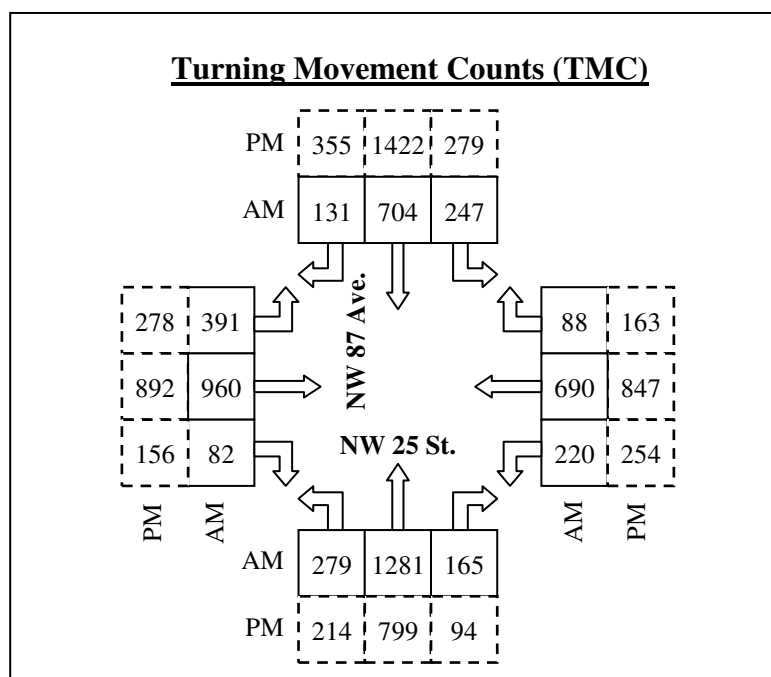 Turning Movement Counts (TMC)
PM 355 1422 279
AM 131 704 247
NW 87 Ave.
278 391
892 960
156 82
PM AM
88 163
690 847
220 254
AM PM
NW 25 St.
AM 279 1281 165
PM 214 799 94